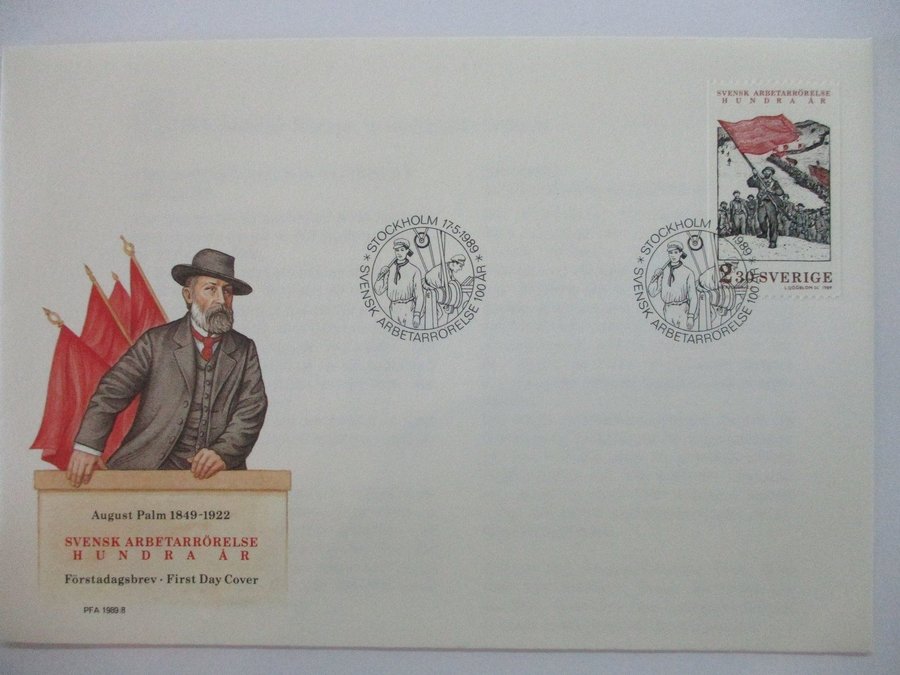 SVENSK ARBETARRÖRELSE
HUNDRA ÅR
2.30 SVERIGE
STOCKHOLM 17.5.1989
SVENSK ARBETARRÖRELSE 100 ÅR
STOCKHOLM 1989
SVENSK ARBETARRÖRELSE 100 ÅR
August Palm 1849-1922
SVENSK ARBETARRÖRELSE
HUNDRA ÅR
Förstadagsbrev · First Day Cover
PFA 1989:8